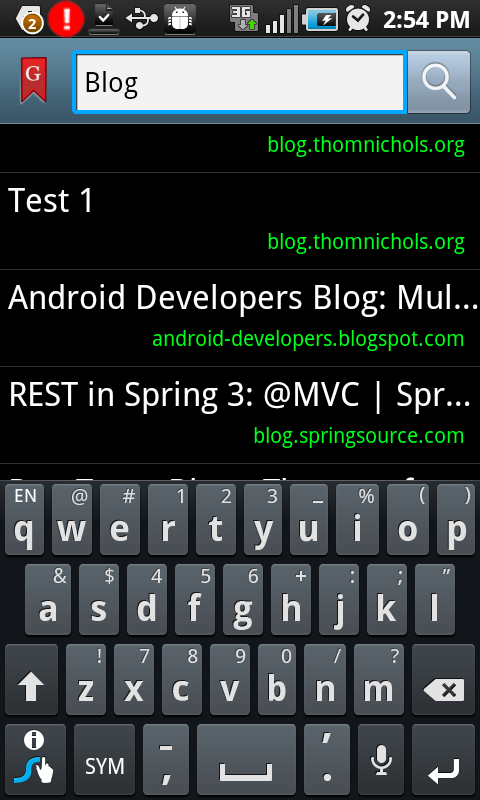 2 ! 3G 2:54 PM
G Blog
blog.thomnichols.org
Test 1
blog.thomnichols.org
Android Developers Blog: Mul...
android-developers.blogspot.com
REST in Spring 3: @MVC | Spr...
blog.springsource.com
EN @ # 1 2 3 _ % ( )
q w e r t y u i o p
& $ 4 5 6 + : ; "
a s d f g h j k l
! 7 8 9 0 / ?
z x c v b n m
SYM - , ' .